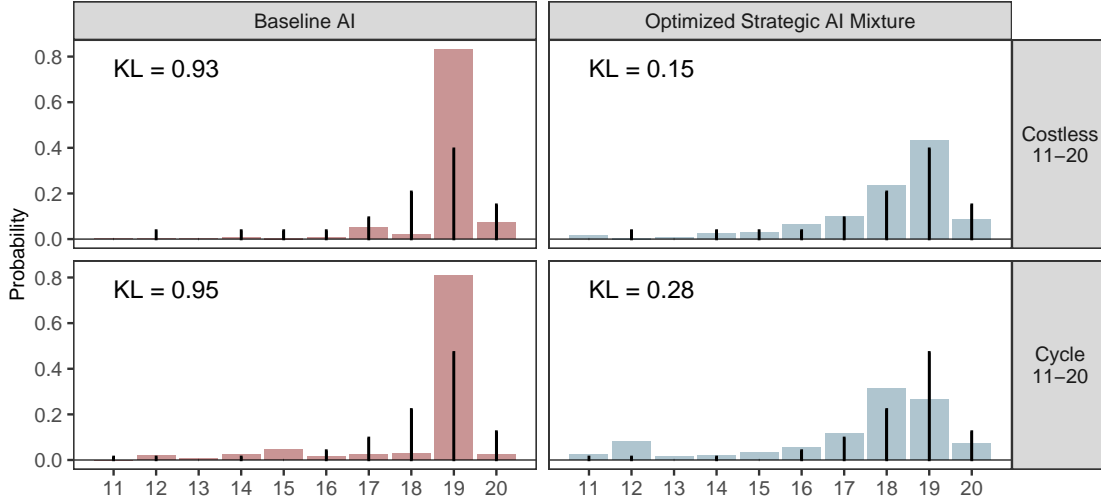 Baseline AI
Optimized Strategic AI Mixture
KL = 0.93
KL = 0.15
Costless
11−20
KL = 0.95
KL = 0.28
Cycle
11−20
Probability
0.8
0.6
0.4
0.2
0.0
0.8
0.6
0.4
0.2
0.0
11 12 13 14 15 16 17 18 19 20
11 12 13 14 15 16 17 18 19 20